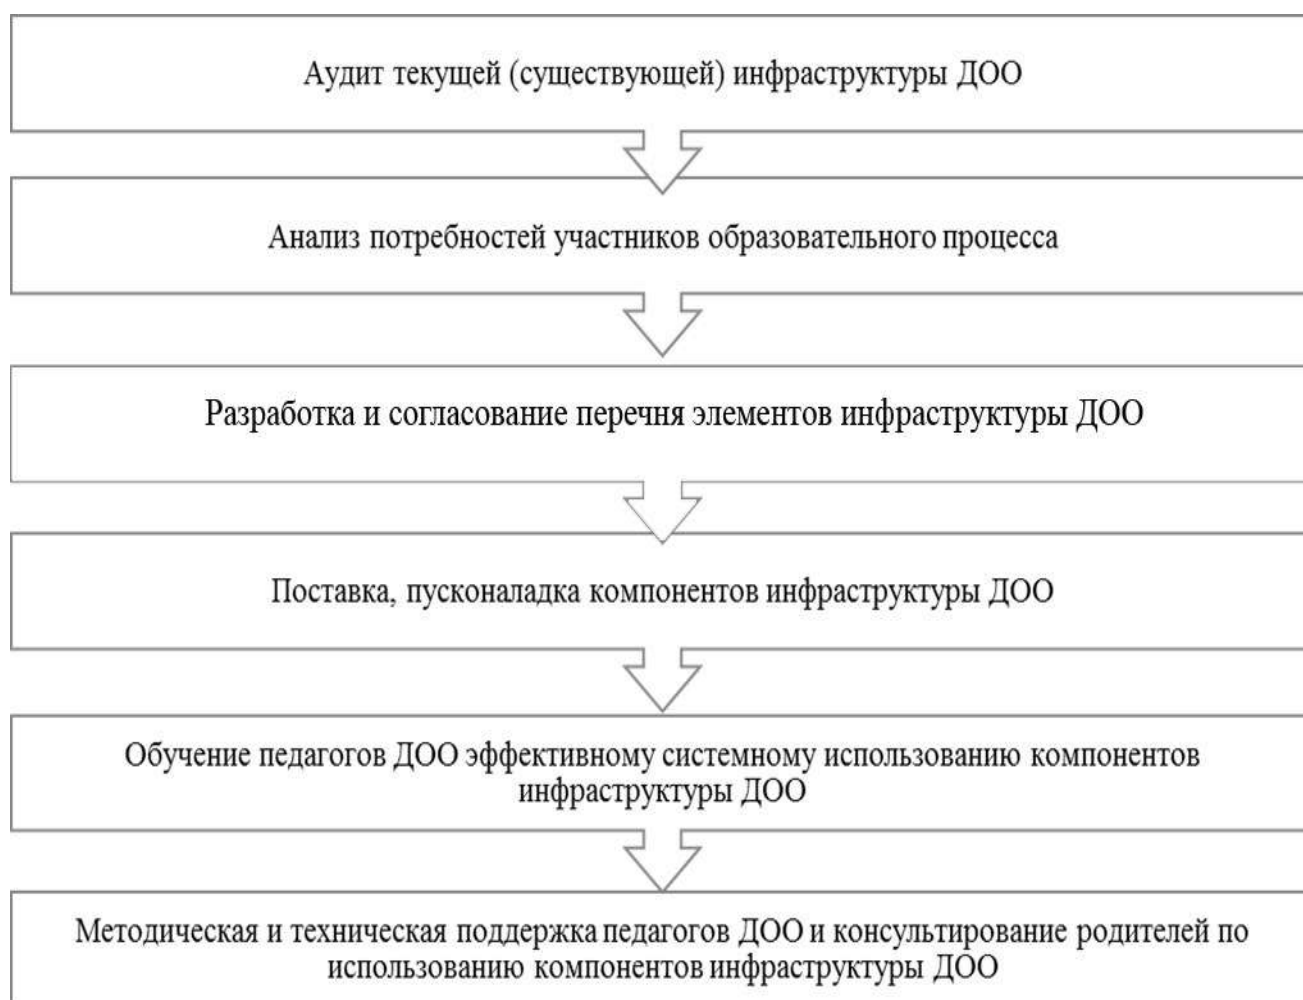 Аудит текущей (существующей) инфраструктуры ДОО
Анализ потребностей участников образовательного процесса
Разработка и согласование перечня элементов инфраструктуры ДОО
Поставка, пусконаладка компонентов инфраструктуры ДОО
Обучение педагогов ДОО эффективному системному использованию компонентов
инфраструктуры ДОО
Методическая и техническая поддержка педагогов ДОО и консультирование родителей по
использованию компонентов инфраструктуры ДОО